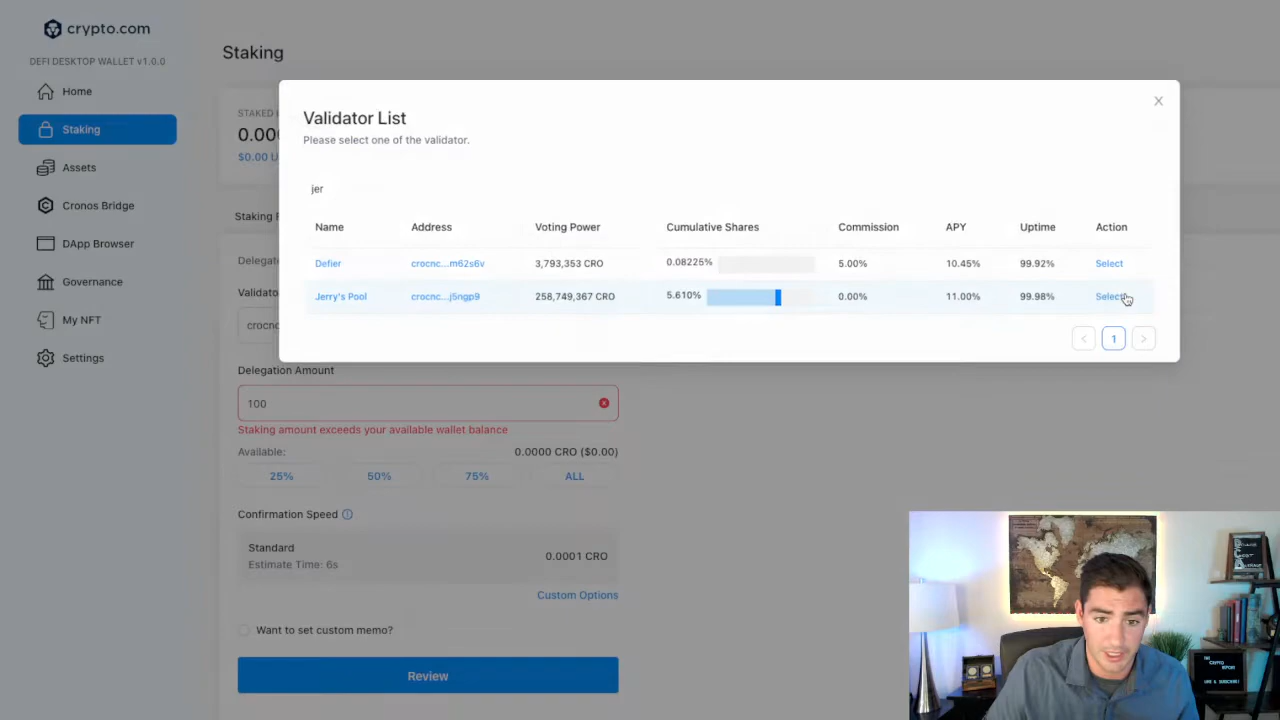 crypto.com
DEFI DESKTOP WALLET v1.0.0
Home
Staking
Assets
Cronos Bridge
DApp Browser
Governance
My NFT
Settings
Staking
STAKED
0.000
$0.00 U
Staking
Delegate
Validator
crocnc
Validator List
Please select one of the validator.
jer
Name Address Voting Power Cumulative Shares Commission APY Uptime Action
Defier crocnc...m62s6v 3,793,353 CRO 0.08225% 5.00% 10.45% 99.92% Select
Jerry's Pool crocnc...j5ngp9 258,749,367 CRO 5.610% 0.00% 11.00% 99.98% Select
1
Delegation Amount
100
Staking amount exceeds your available wallet balance
Available: 0.0000 CRO ($0.00)
25% 50% 75% ALL
Confirmation Speed
Standard
Estimate Time: 6s
0.0001 CRO
Custom Options
Want to set custom memo?
Review
THE
CRYPTO
REPORT
LIKE & SUBSCRIBE!